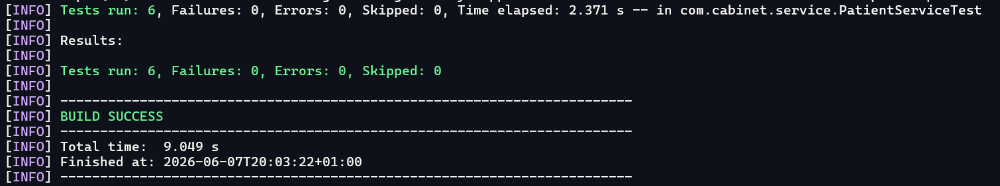 [INFO] Tests run: 6, Failures: 0, Errors: 0, Skipped: 0, Time elapsed: 2.371 s -- in com.cabinet.service.PatientServiceTest
[INFO]
[INFO] Results:
[INFO]
[INFO] Tests run: 6, Failures: 0, Errors: 0, Skipped: 0
[INFO]
[INFO] ------------------------------------------------------------------------
[INFO] BUILD SUCCESS
[INFO] ------------------------------------------------------------------------
[INFO] Total time:  9.049 s
[INFO] Finished at: 2026-06-07T20:03:22+01:00
[INFO] ------------------------------------------------------------------------